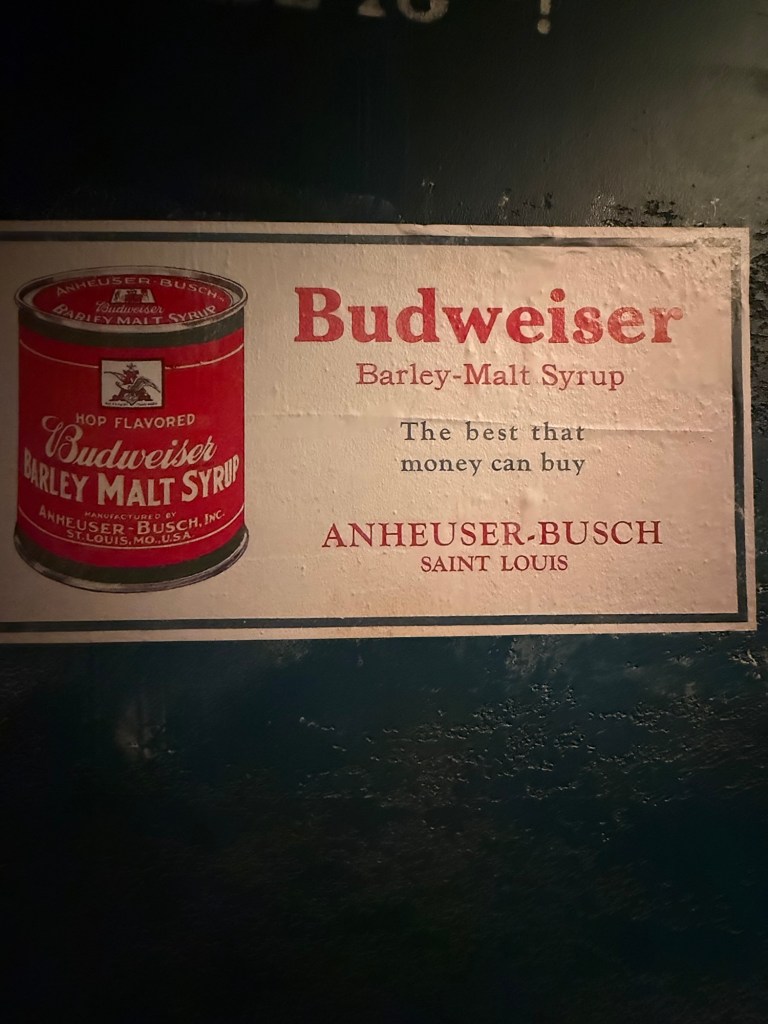 ANHEUSER-BUSCH
Budweiser
BARLEY MALT SYRUP
HOP FLAVORED
Budweiser
BARLEY MALT SYRUP
MANUFACTURED BY
ANHEUSER-BUSCH, INC.
ST. LOUIS, MO., U.S.A.
Budweiser
Barley-Malt Syrup
The best that
money can buy
ANHEUSER-BUSCH
SAINT LOUIS